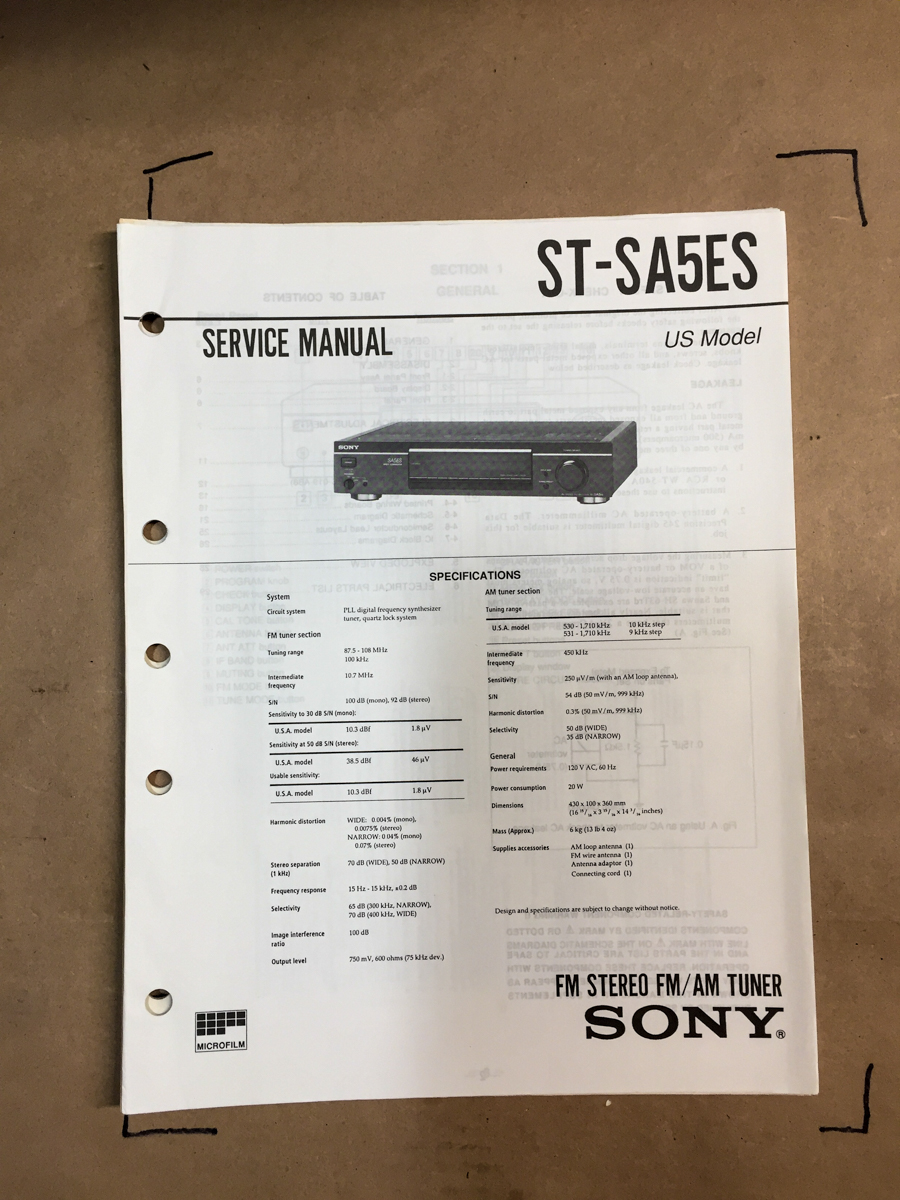 ST-SA5ES
SERVICE MANUAL
US Model
SONY
SA5ES
SPECIFICATIONS
System
Circuit system PLL digital frequency synthesizer
tuner, quartz lock system
FM tuner section
Tuning range 87.5 - 108 MHz
100 kHz
Intermediate 10.7 MHz
frequency
S/N 100 dB (mono), 92 dB (stereo)
Sensitivity to 30 dB S/N (mono):
U.S.A. model 10.3 dBf 1.8 µV
Sensitivity at 50 dB S/N (stereo):
U.S.A. model 38.5 dBf 46 µV
Usable sensitivity:
U.S.A. model 10.3 dBf 1.8 µV
Harmonic distortion WIDE: 0.004% (mono),
0.0075% (stereo)
NARROW: 0.04% (mono)
0.07% (stereo)
Stereo separation 70 dB (WIDE), 50 dB (NARROW)
(1 kHz)
Frequency response 15 Hz - 15 kHz, ±0.2 dB
Selectivity 65 dB (300 kHz, NARROW),
70 dB (400 kHz, WIDE)
Image interference 100 dB
ratio
Output level 750 mV, 600 ohms (75 kHz dev.)
AM tuner section
Tuning range
U.S.A. model 530 - 1,710 kHz 10 kHz step
531 - 1,710 kHz 9 kHz step
Intermediate 450 kHz
frequency
Sensitivity 250 µV/m (with an AM loop antenna),
S/N 54 dB (50 mV/m, 999 kHz)
Harmonic distortion 0.3% (50 mV/m, 999 kHz)
Selectivity 50 dB (WIDE)
35 dB (NARROW)
General
Power requirements 120 V AC, 60 Hz
Power consumption 20 W
Dimensions 430 x 100 x 360 mm
Mass (Approx.) 6 kg (13 lb 4 oz)
Supplies accessories AM loop antenna (1)
FM wire antenna (1)
Antenna adaptor (1)
Connecting cord (1)
Design and specifications are subject to change without notice.
FM STEREO FM/AM TUNER
SONY®
MICROFILM